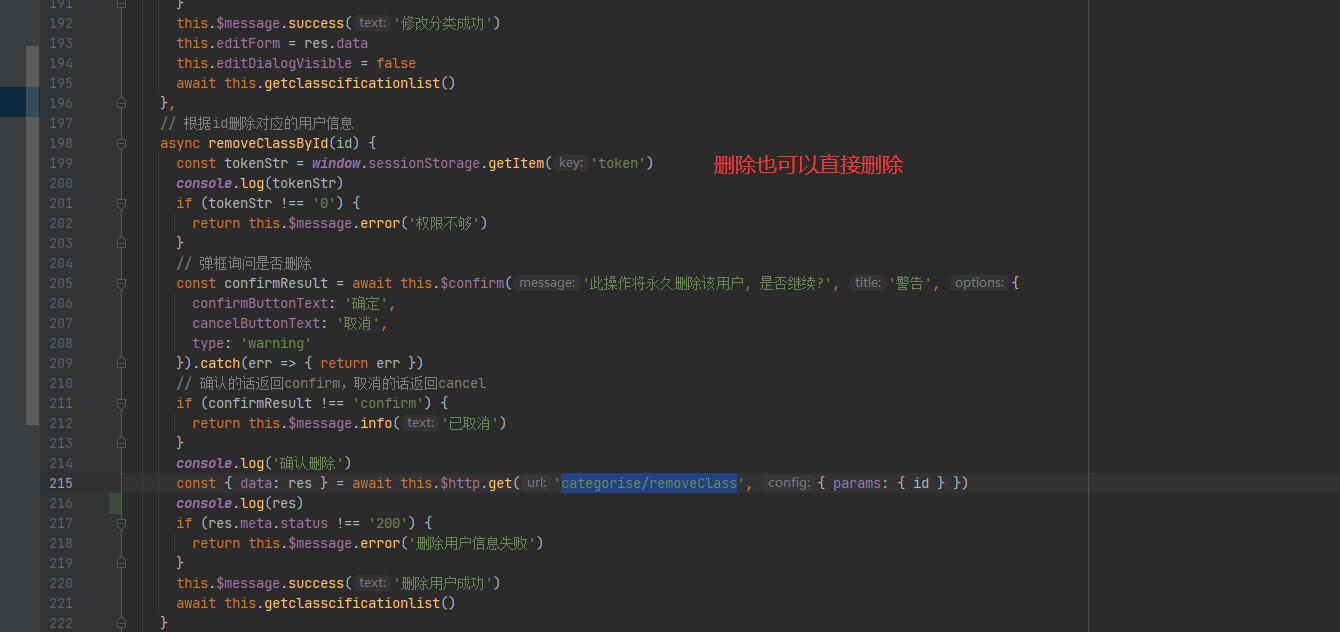 191 }
192 this.$message.success( text: '修改分类成功')
193 this.editForm = res.data
194 this.editDialogVisible = false
195 await this.getclasscificationlist()
196 },
197 // 根据id删除对应的用户信息
198 async removeClassById(id) {
199 const tokenStr = window.sessionStorage.getItem( key: 'token') 删除也可以直接删除
200 console.log(tokenStr)
201 if (tokenStr !== '0') {
202 return this.$message.error('权限不够')
203 }
204 // 弹框询问是否删除
205 const confirmResult = await this.$confirm( message: '此操作将永久删除该用户, 是否继续?', title: '警告', options: {
206 confirmButtonText: '确定',
207 cancelButtonText: '取消',
208 type: 'warning'
209 }).catch(err => { return err })
210 // 确认的话返回confirm，取消的话返回cancel
211 if (confirmResult !== 'confirm') {
212 return this.$message.info( text: '已取消')
213 }
214 console.log('确认删除')
215 const { data: res } = await this.$http.get( url: 'categorise/removeClass', config: { params: { id } })
216 console.log(res)
217 if (res.meta.status !== '200') {
218 return this.$message.error('删除用户信息失败')
219 }
220 this.$message.success( text: '删除用户成功')
221 await this.getclasscificationlist()
222 }